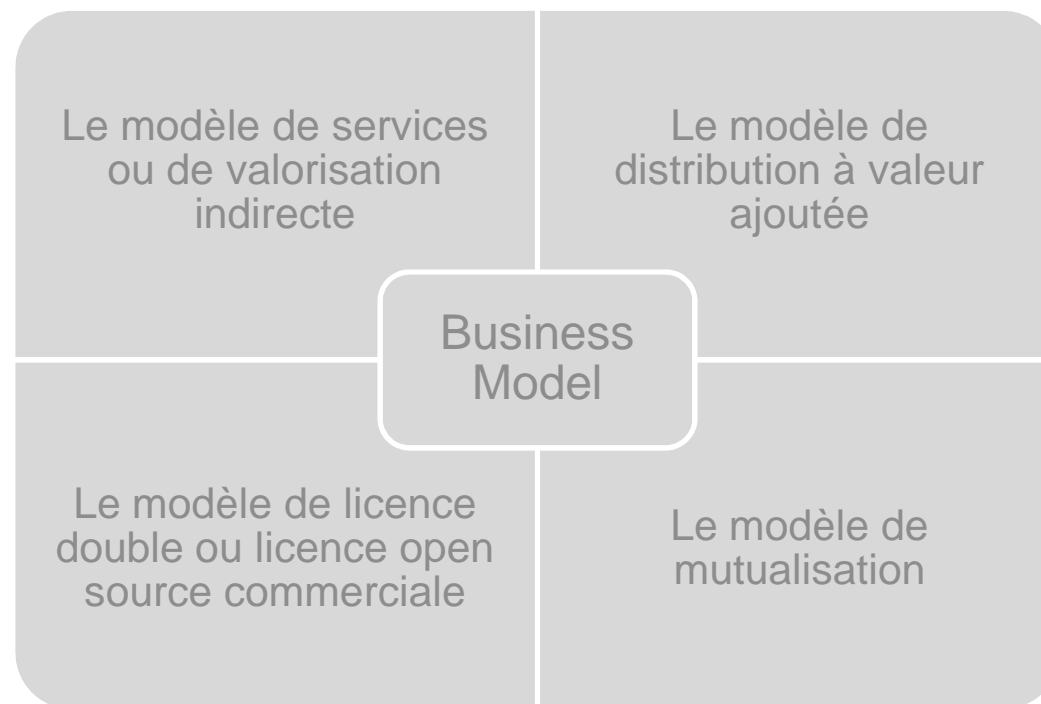 Le modèle de services
ou de valorisation
indirecte
Le modèle de
distribution à valeur
ajoutée
Business
Model
Le modèle de licence
double ou licence open
source commerciale
Le modèle de
mutualisation